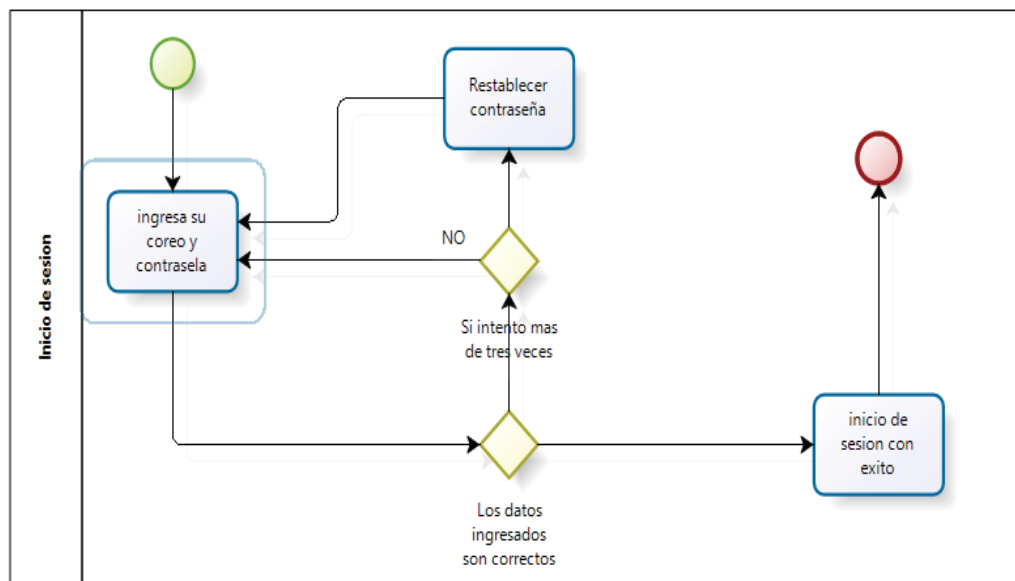 Inicio de sesion
Restablecer
contraseña
ingresa su
coreo y
contrasela
NO
Si intento mas
de tres veces
inicio de
sesion con
exito
Los datos
ingresados
son correctos